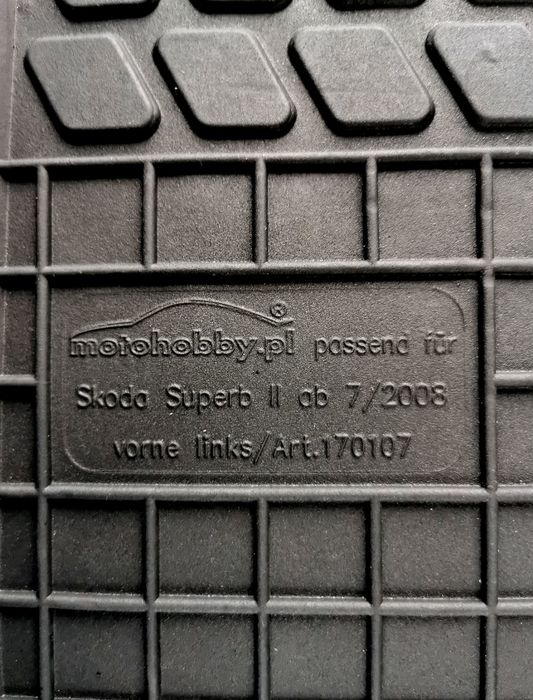 motohobby.pl® passend für
Skoda Superb II ab 7/2008
vorne links/Art.170107